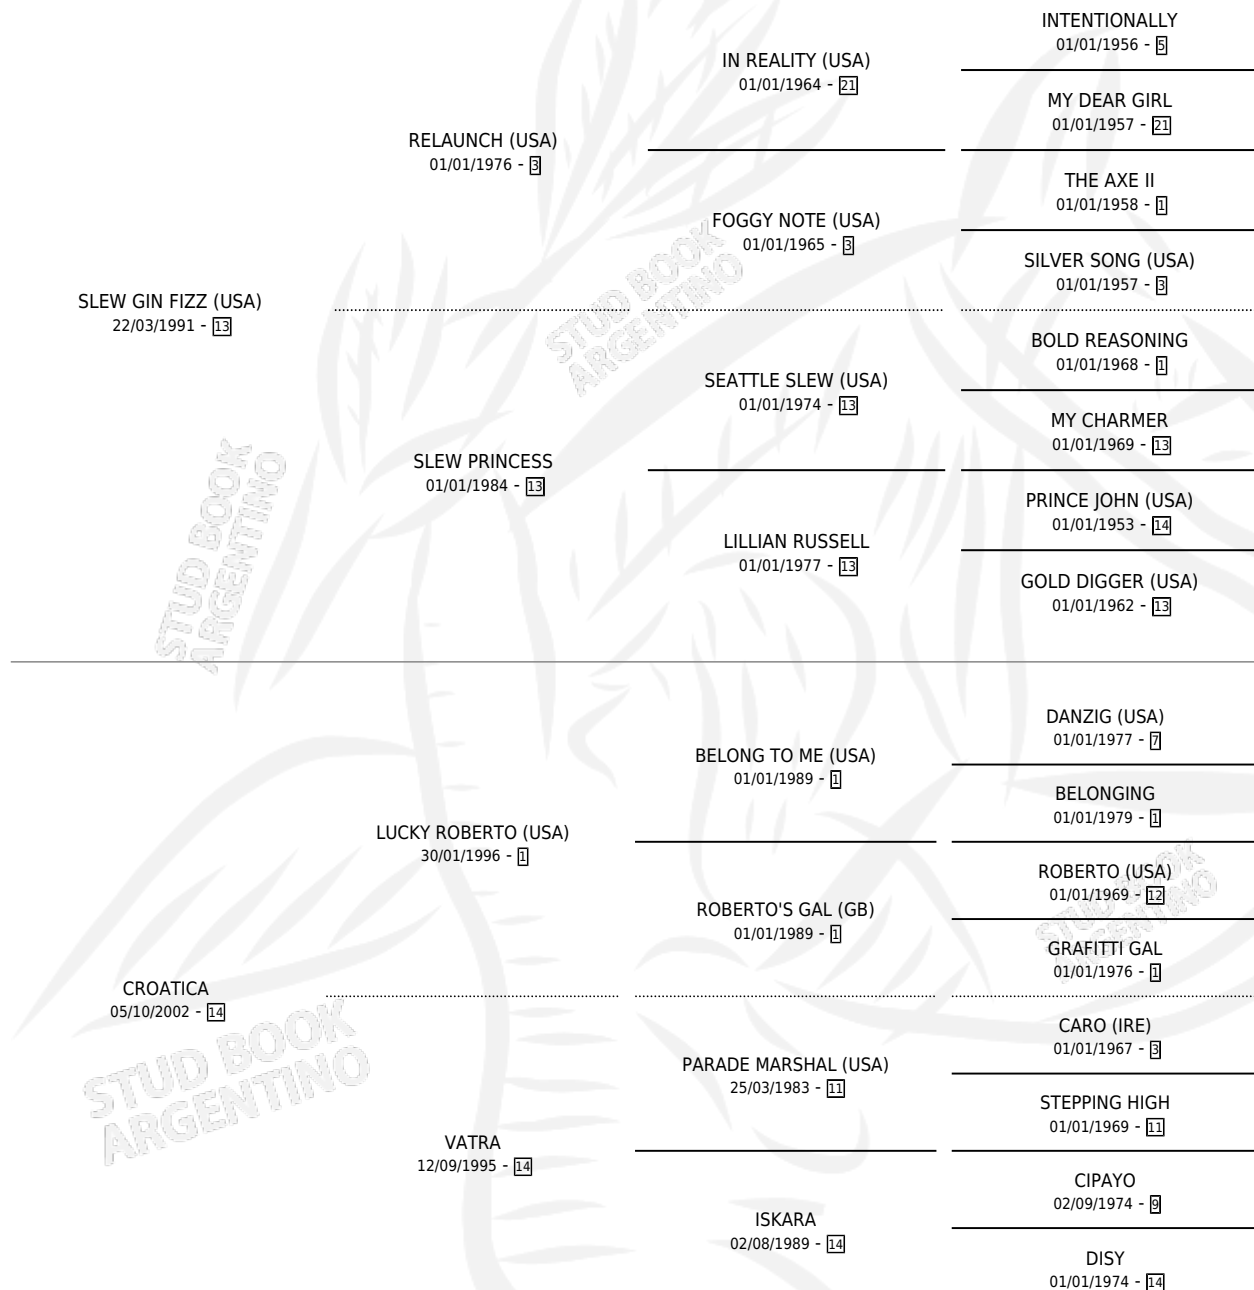 INTENTIONALLY
01/01/1956 - 5
IN REALITY (USA)
01/01/1964 - 21
MY DEAR GIRL
01/01/1957 - 21
RELAUNCH (USA)
01/01/1976 - 3
THE AXE II
01/01/1958 - 1
FOGGY NOTE (USA)
01/01/1965 - 3
SILVER SONG (USA)
01/01/1957 - 3
SLEW GIN FIZZ (USA)
22/03/1991 - 13
BOLD REASONING
01/01/1968 - 1
SEATTLE SLEW (USA)
01/01/1974 - 13
MY CHARMER
01/01/1969 - 13
SLEW PRINCESS
01/01/1984 - 13
PRINCE JOHN (USA)
01/01/1953 - 14
LILLIAN RUSSELL
01/01/1977 - 13
GOLD DIGGER (USA)
01/01/1962 - 13
DANZIG (USA)
01/01/1977 - 7
BELONG TO ME (USA)
01/01/1989 - 1
BELONGING
01/01/1979 - 1
LUCKY ROBERTO (USA)
30/01/1996 - 1
ROBERTO (USA)
01/01/1969 - 12
ROBERTO'S GAL (GB)
01/01/1989 - 1
GRAFITTI GAL
01/01/1976 - 1
CROATICA
05/10/2002 - 14
CARO (IRE)
01/01/1967 - 3
PARADE MARSHAL (USA)
25/03/1983 - 11
STEPPING HIGH
01/01/1969 - 11
VATRA
12/09/1995 - 14
CIPAYO
02/09/1974 - 9
ISKARA
02/08/1989 - 14
DISY
01/01/1974 - 14
STUD BOOK
ARGENTINO
STUD BOOK
ARGENTINO
STUD BOOK
ARGENTINO
STUD BOOK
ARGENTINO